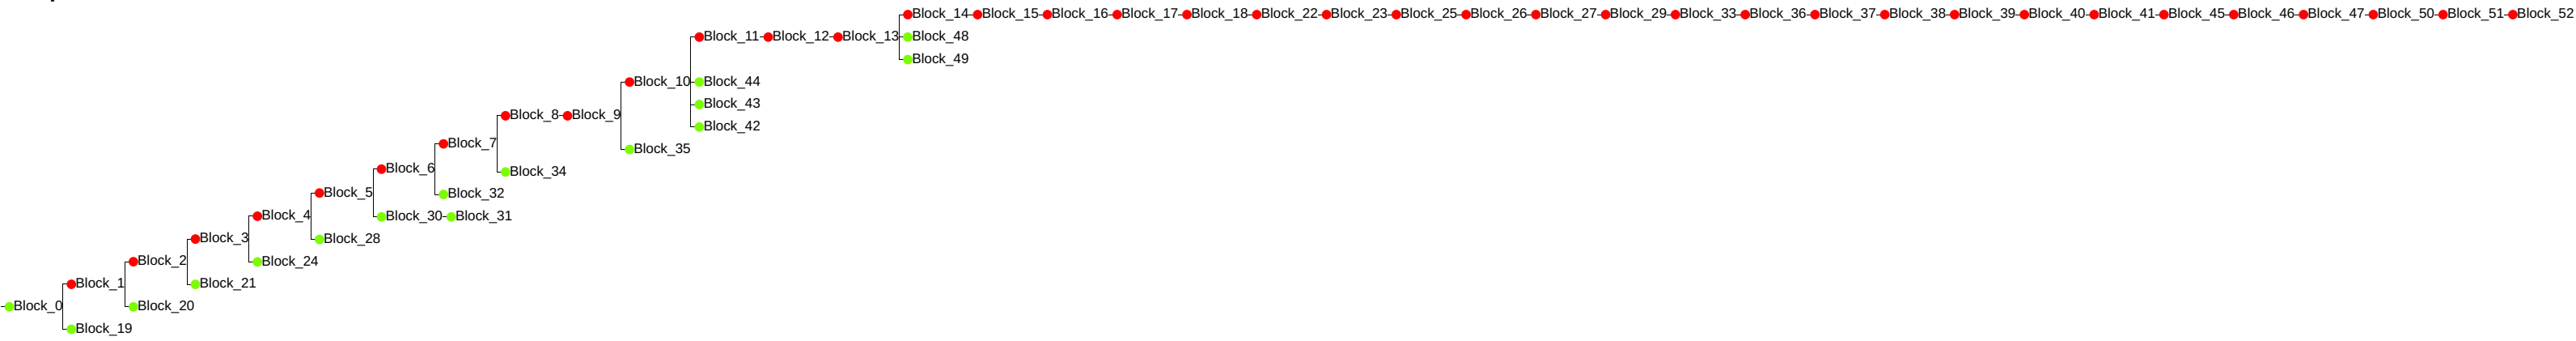 Block_14 Block_15 Block_16 Block_17 Block_18 Block_22 Block_23 Block_25 Block_26 Block_27 Block_29 Block_33 Block_36 Block_37 Block_38 Block_39 Block_40 Block_41 Block_45 Block_46 Block_47 Block_50 Block_51 Block_52
Block_11 Block_12 Block_13 Block_48
Block_49
Block_10 Block_44
Block_43
Block_8 Block_9
Block_42
Block_7
Block_35
Block_6
Block_34
Block_5 Block_32
Block_4 Block_30 Block_31
Block_3 Block_28
Block_2 Block_24
Block_1 Block_21
Block_0 Block_20
Block_19